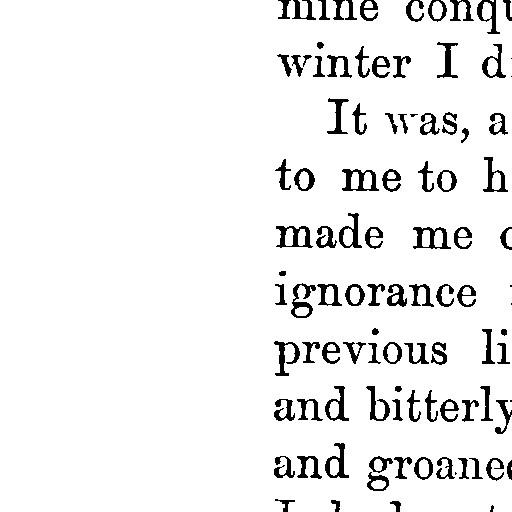 mine conqu
winter I d
It was, a
to me to h
made me
ignorance
previous li
and bitterly
and groane